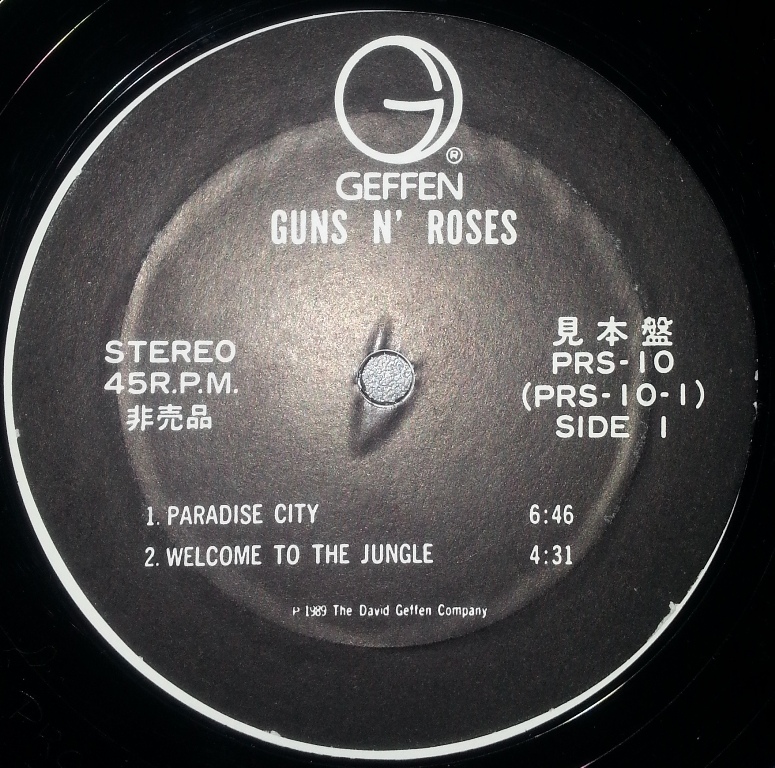 ®
GEFFEN
GUNS N' ROSES
STEREO
45R.P.M.
非売品
見本盤
PRS-10
(PRS-10-1)
SIDE 1
1. PARADISE CITY 6:46
2. WELCOME TO THE JUNGLE 4:31
P 1989 The David Geffen Company